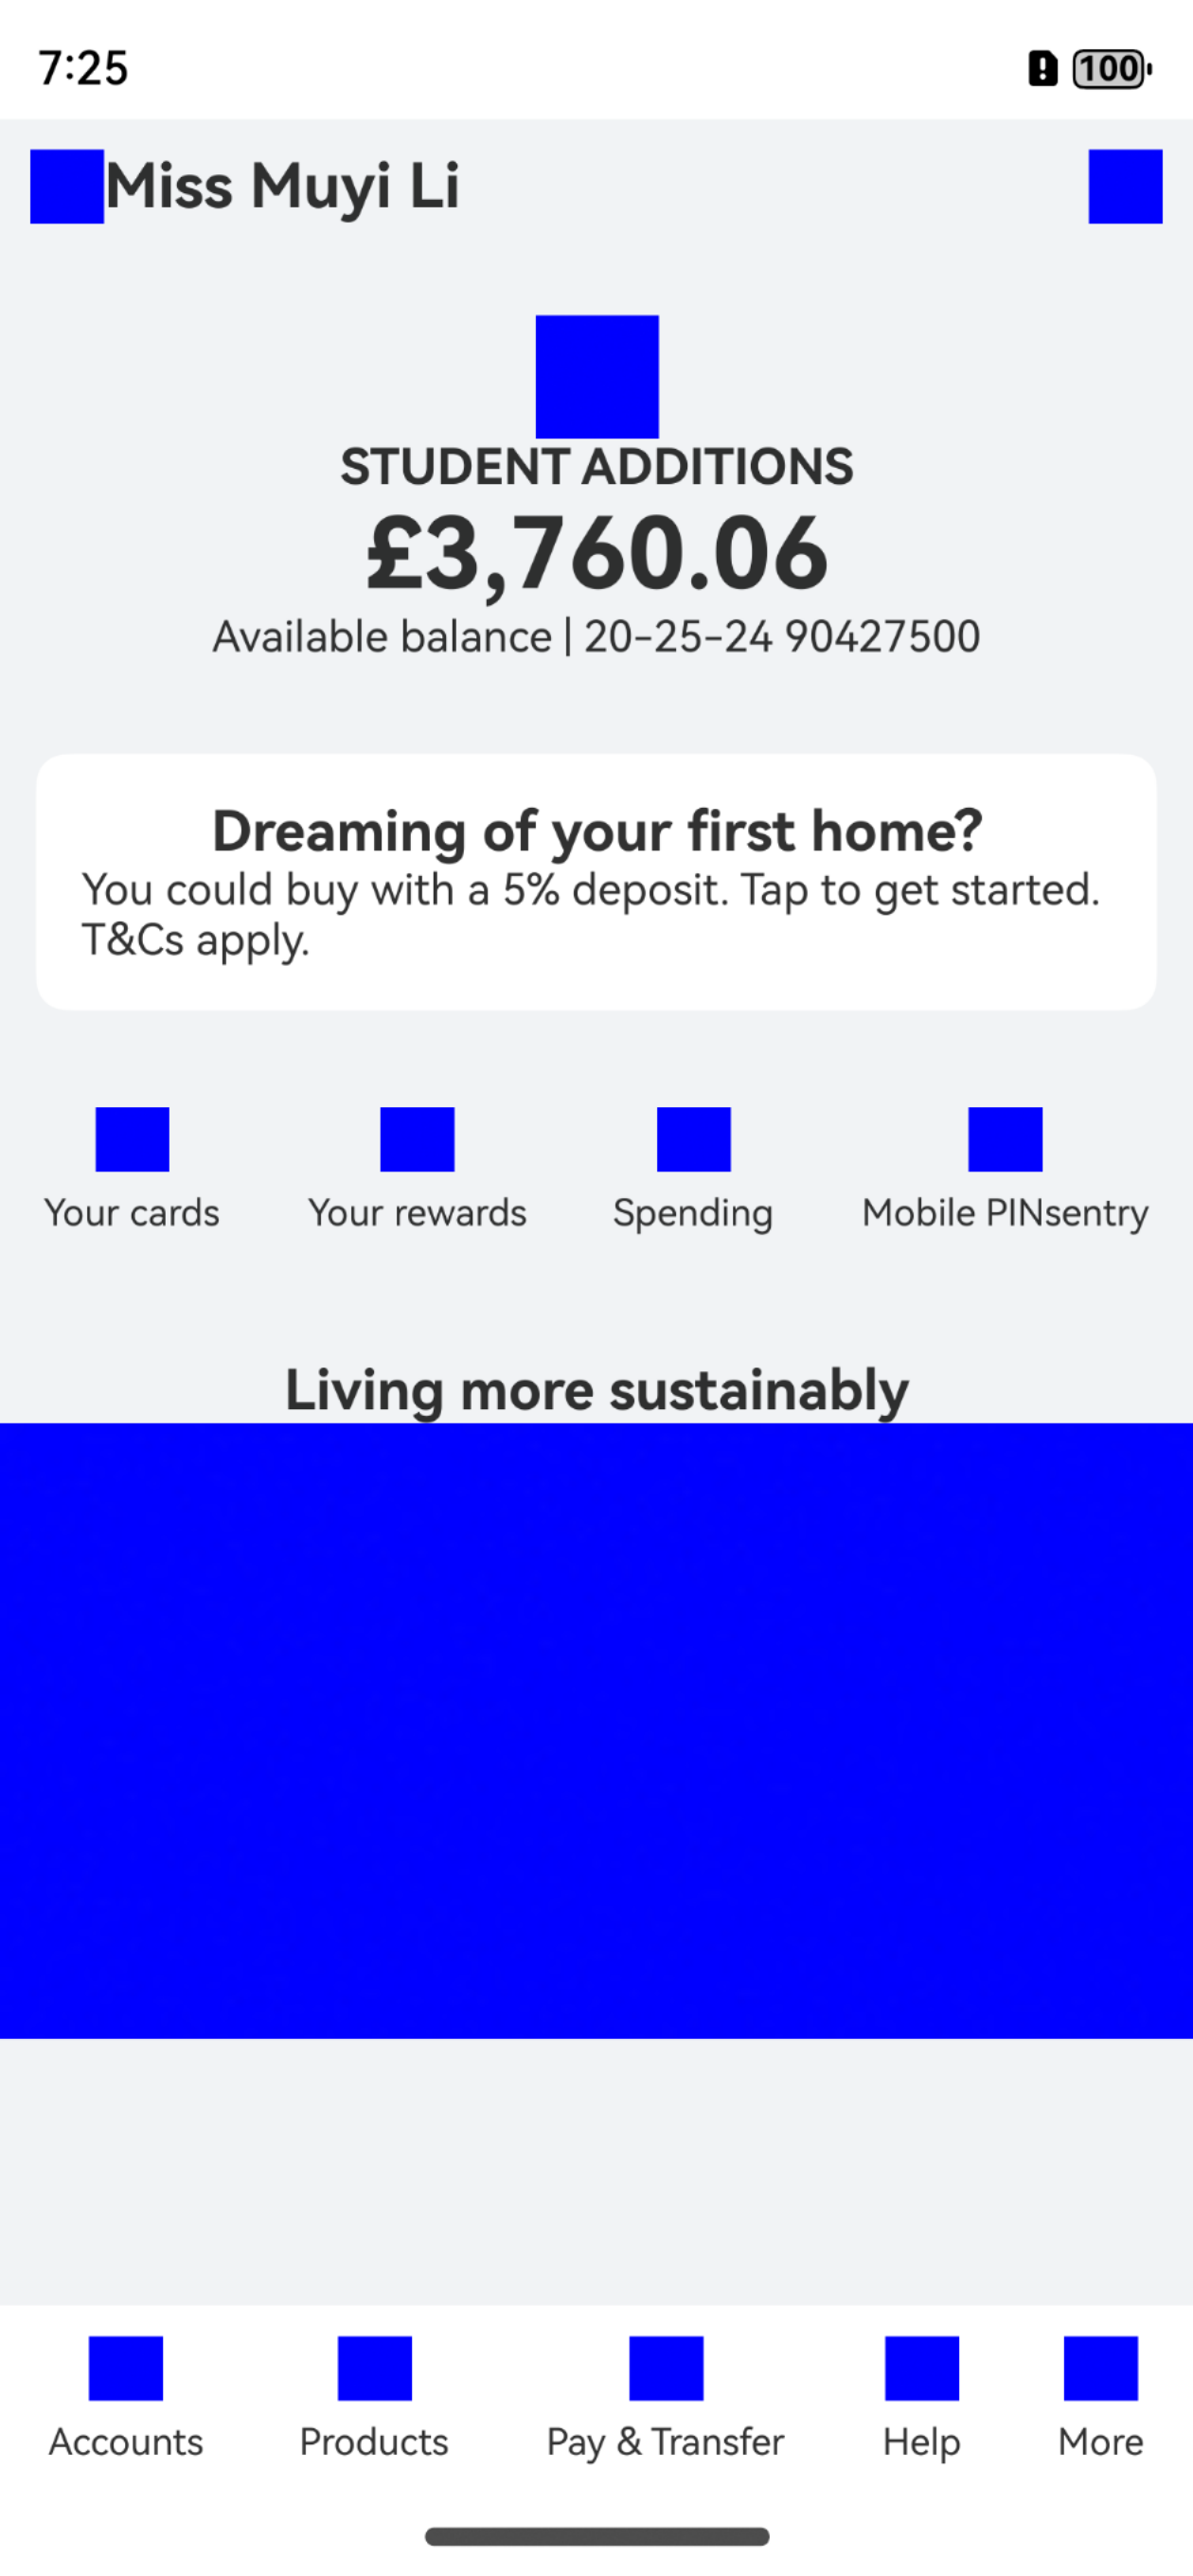 7:25
100
Miss Muyi Li
STUDENT ADDITIONS
£3,760.06
Available balance | 20-25-24 90427500
Dreaming of your first home?
You could buy with a 5% deposit. Tap to get started.
T&Cs apply.
Your cards
Your rewards
Spending
Mobile PINsentry
Living more sustainably
Accounts
Products
Pay & Transfer
Help
More